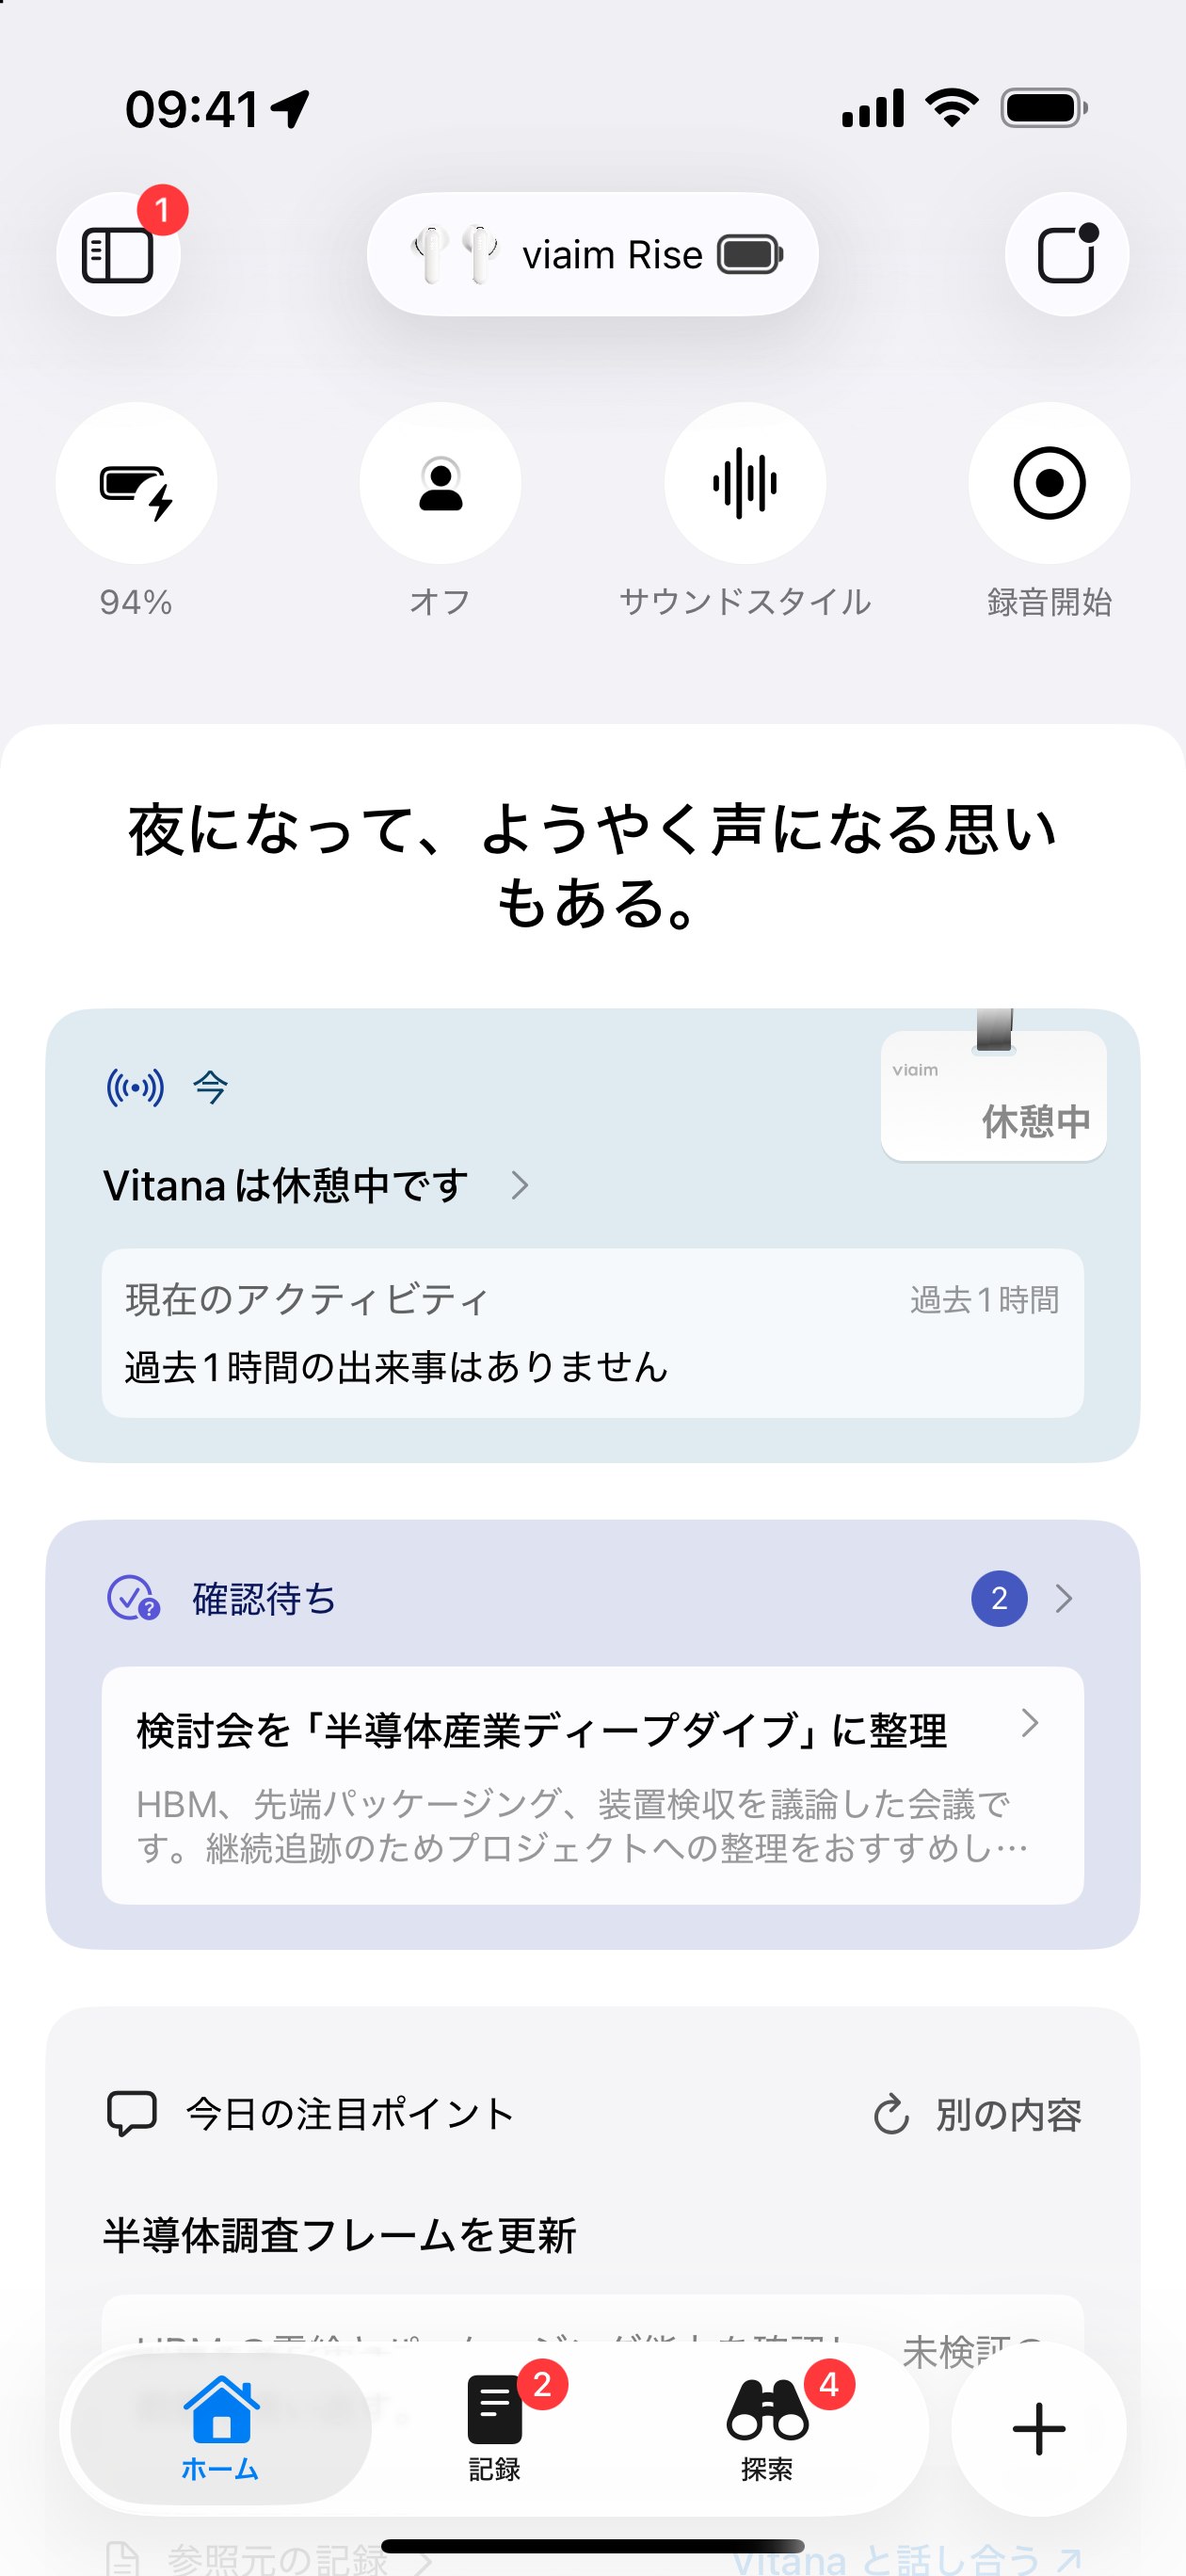 09:41
1
viaim Rise
94%
オフ
サウンドスタイル
録音開始
夜になって、ようやく声になる思い
もある。
今
viaim
休憩中
Vitanaは休憩中です
現在のアクティビティ
過去1時間
過去1時間の出来事はありません
確認待ち
2
検討会を「半導体産業ディープダイブ」に整理
HBM、先端パッケージング、装置検収を議論した会議で
す。継続追跡のためプロジェクトへの整理をおすすめし…
今日の注目ポイント
別の内容
半導体調査フレームを更新
未検証の
ホーム
2
記録
4
探索
参照元の記録
Vitana と話し合う